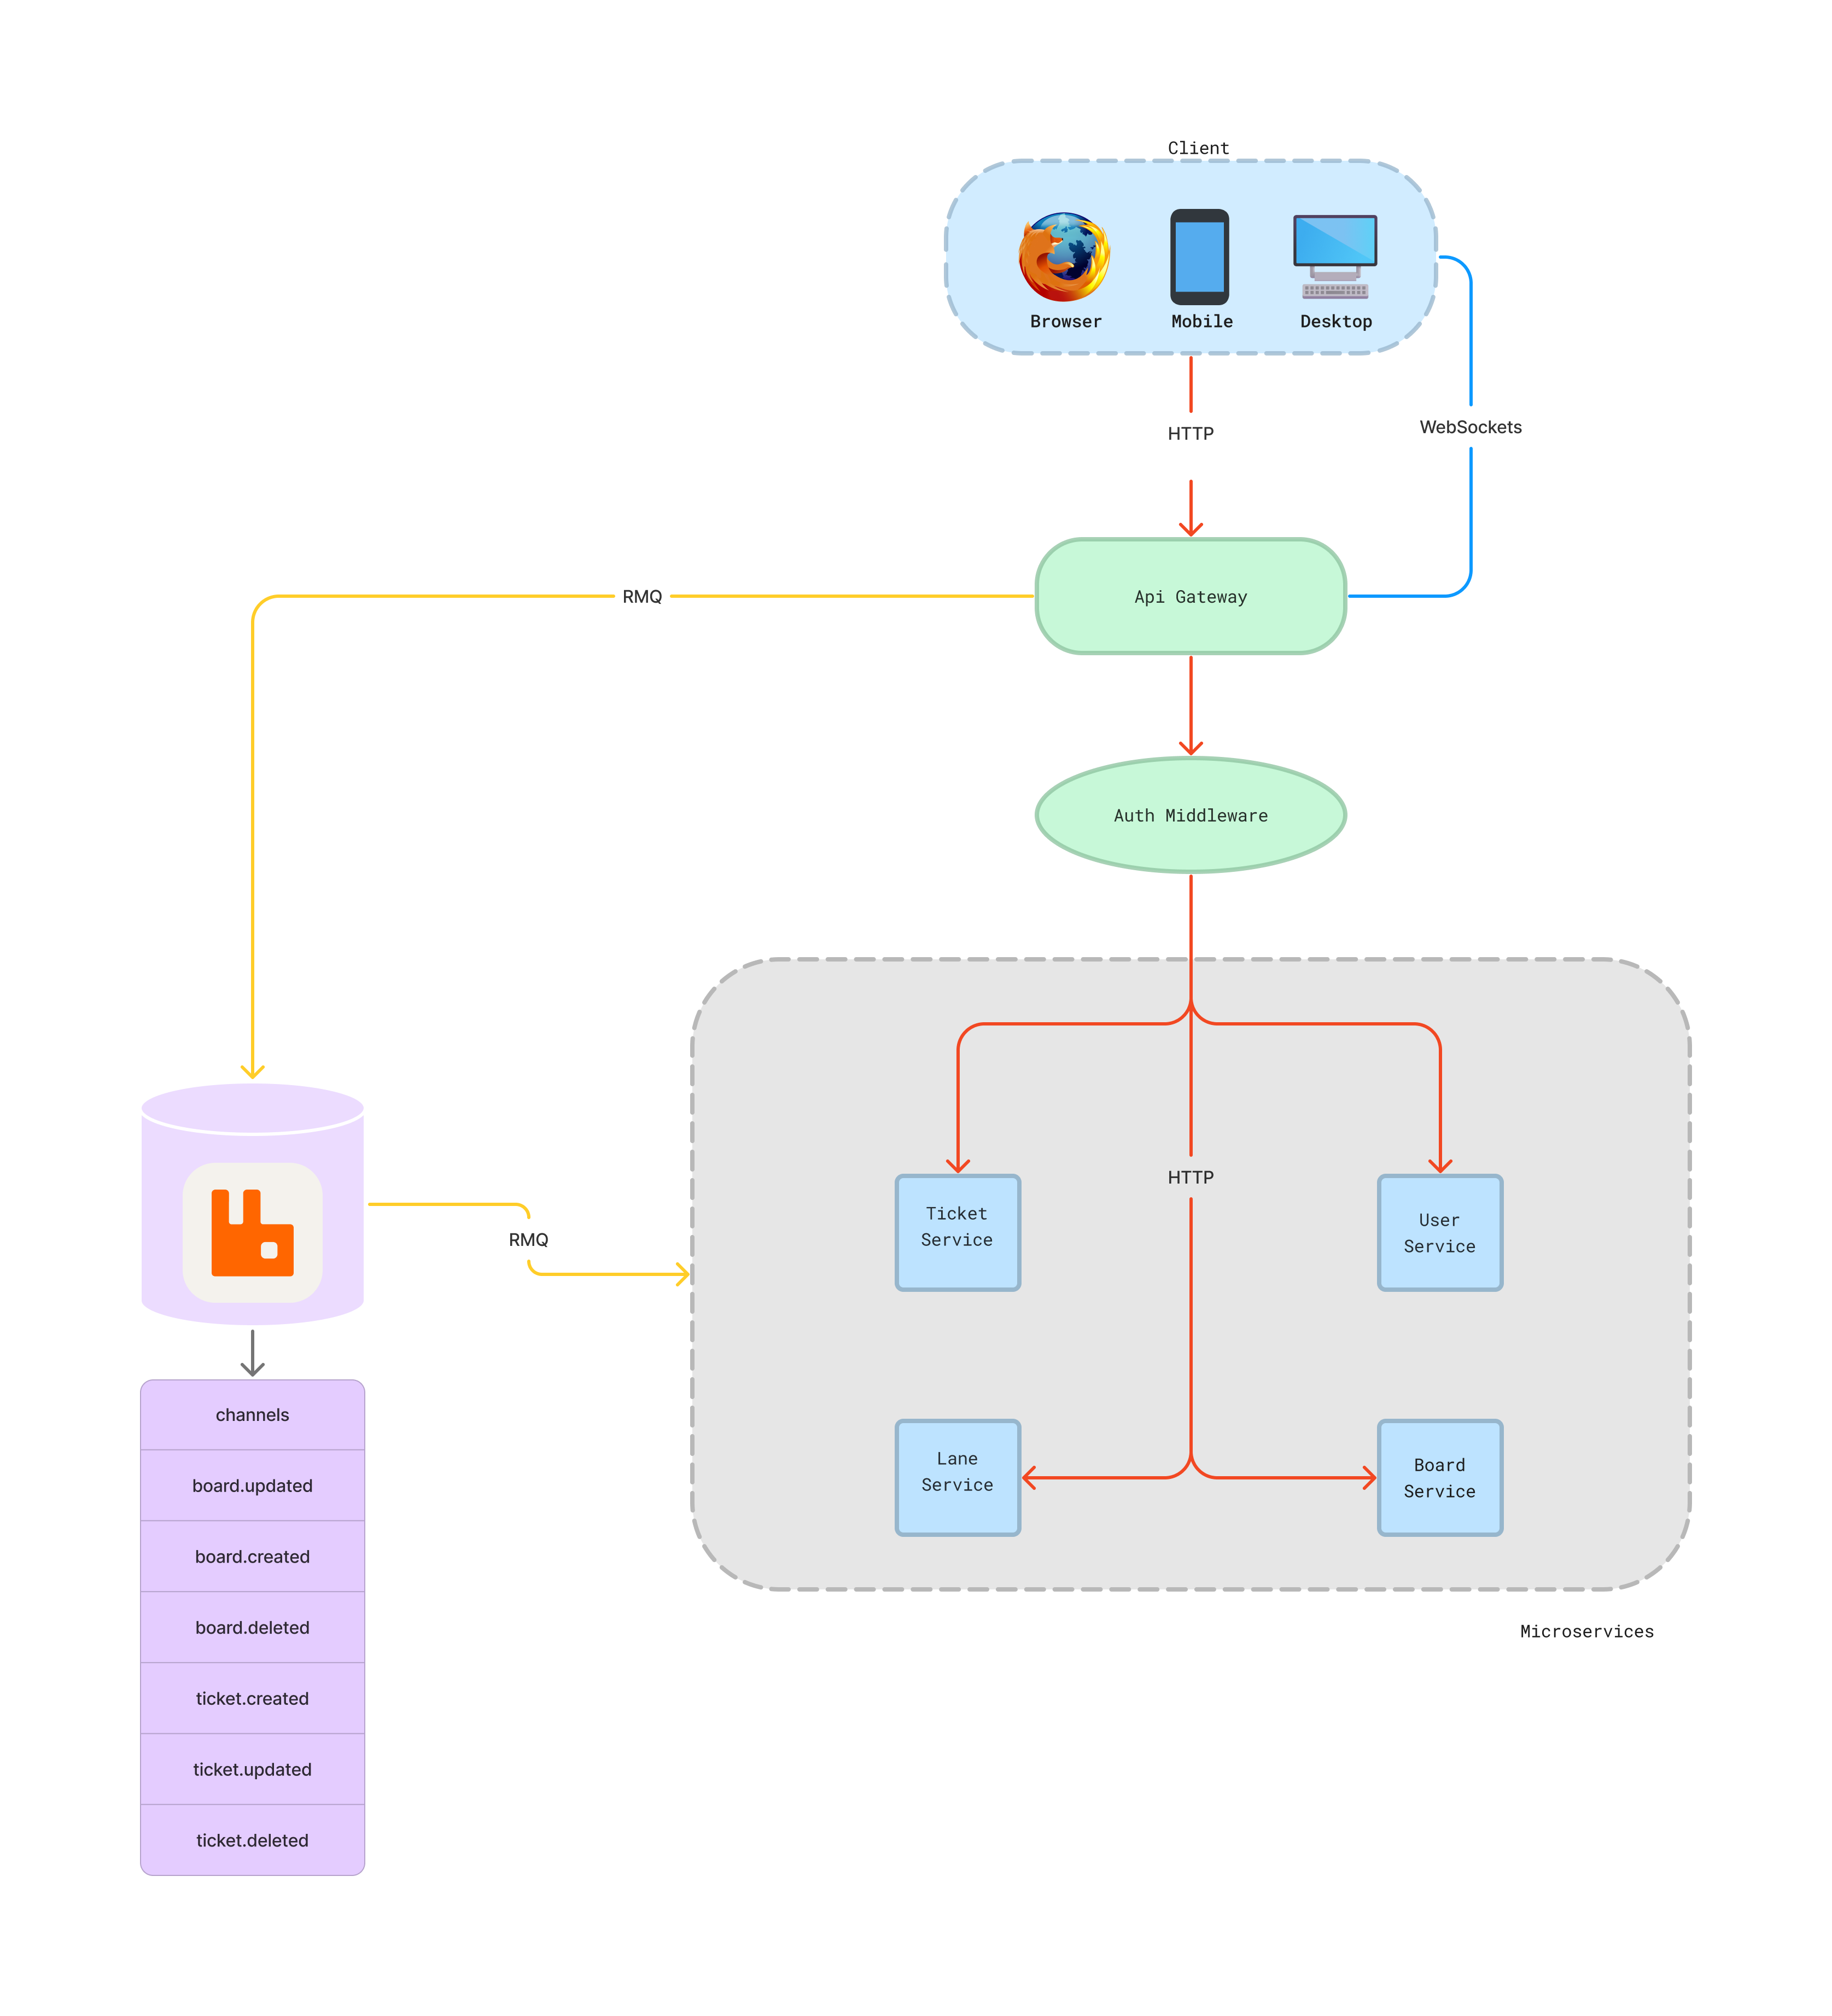 Client
Browser
Mobile
Desktop
HTTP
WebSockets
RMQ
Api Gateway
Auth Middleware
HTTP
Ticket
Service
User
Service
RMQ
Lane
Service
Board
Service
channels
board.updated
board.created
board.deleted
ticket.created
ticket.updated
ticket.deleted
Microservices